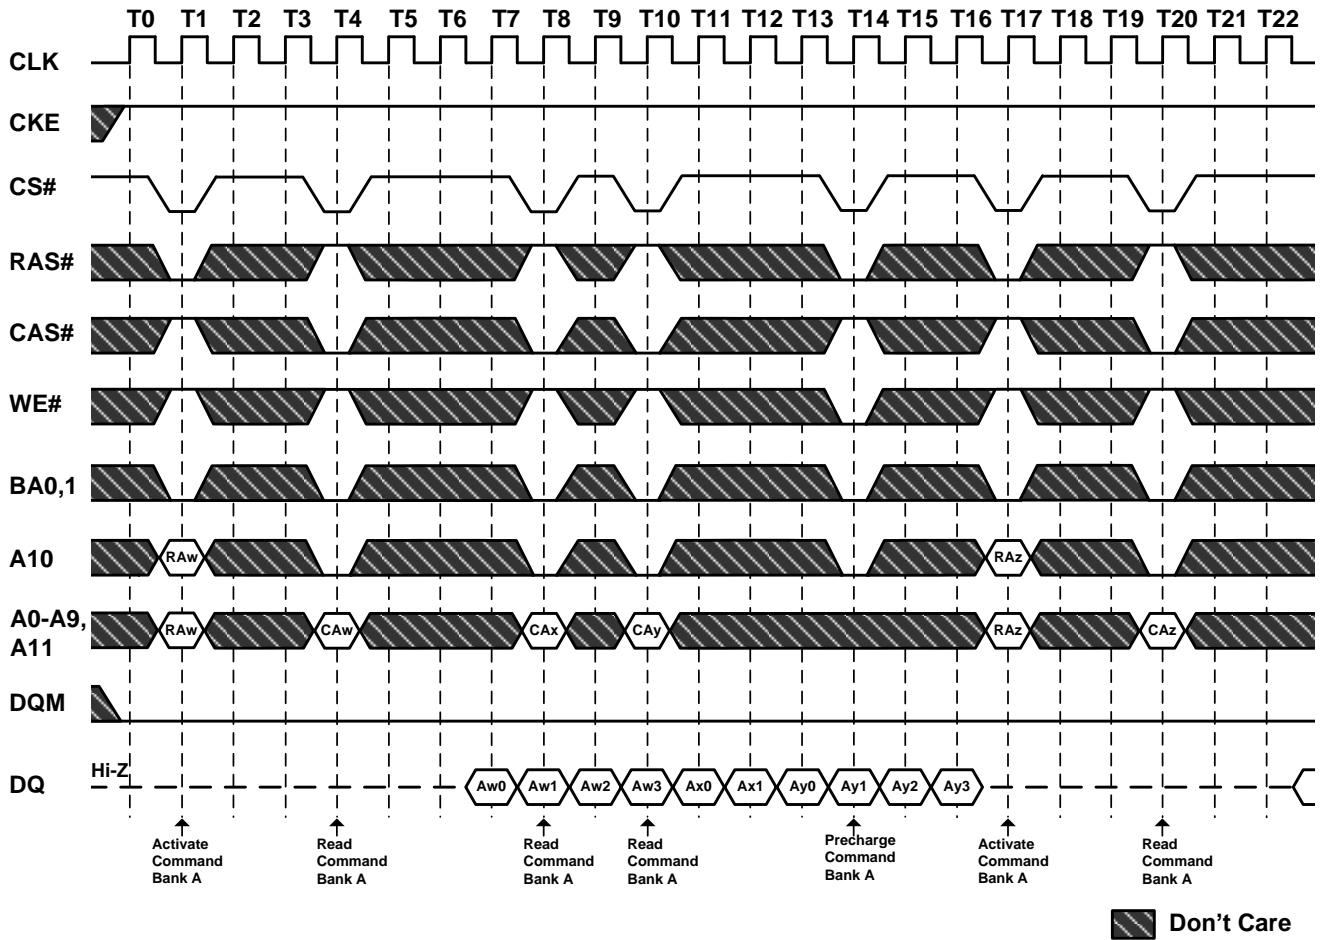 T0 T1 T2 T3 T4 T5 T6 T7 T8 T9 T10 T11 T12 T13 T14 T15 T16 T17 T18 T19 T20 T21 T22
CLK
CKE
CS#
RAS#
CAS#
WE#
BA0,1
A10 RAw RAz
A0-A9,
A11 RAw CAw CAx CAy RAz CAz
DQM
Hi-Z
DQ Aw0 Aw1 Aw2 Aw3 Ax0 Ax1 Ay0 Ay1 Ay2 Ay3
Activate
Command
Bank A
Read
Command
Bank A
Read
Command
Bank A
Read
Command
Bank A
Precharge
Command
Bank A
Activate
Command
Bank A
Read
Command
Bank A
Don't Care